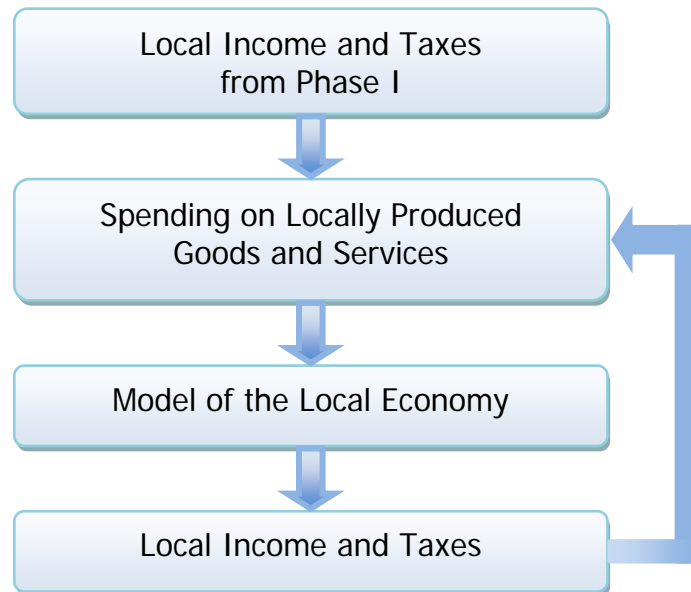 Local Income and Taxes
from Phase I
Spending on Locally Produced
Goods and Services
Model of the Local Economy
Local Income and Taxes